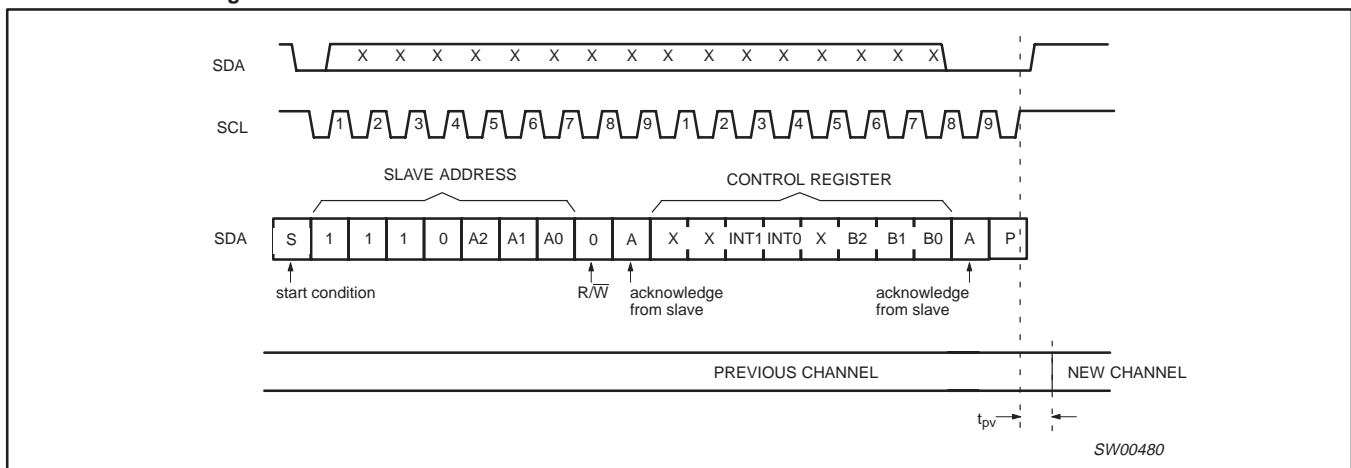 SDA X X X X X X X X X X X X X X X X
SCL 1 2 3 4 5 6 7 8 9 1 2 3 4 5 6 7 8 9
SLAVE ADDRESS CONTROL REGISTER
SDA S 1 1 1 0 A2 A1 A0 0 A X X INT1 INT0 X B2 B1 B0 A P
start condition R/W̅ acknowledge from slave acknowledge from slave
PREVIOUS CHANNEL NEW CHANNEL
tpv
SW00480